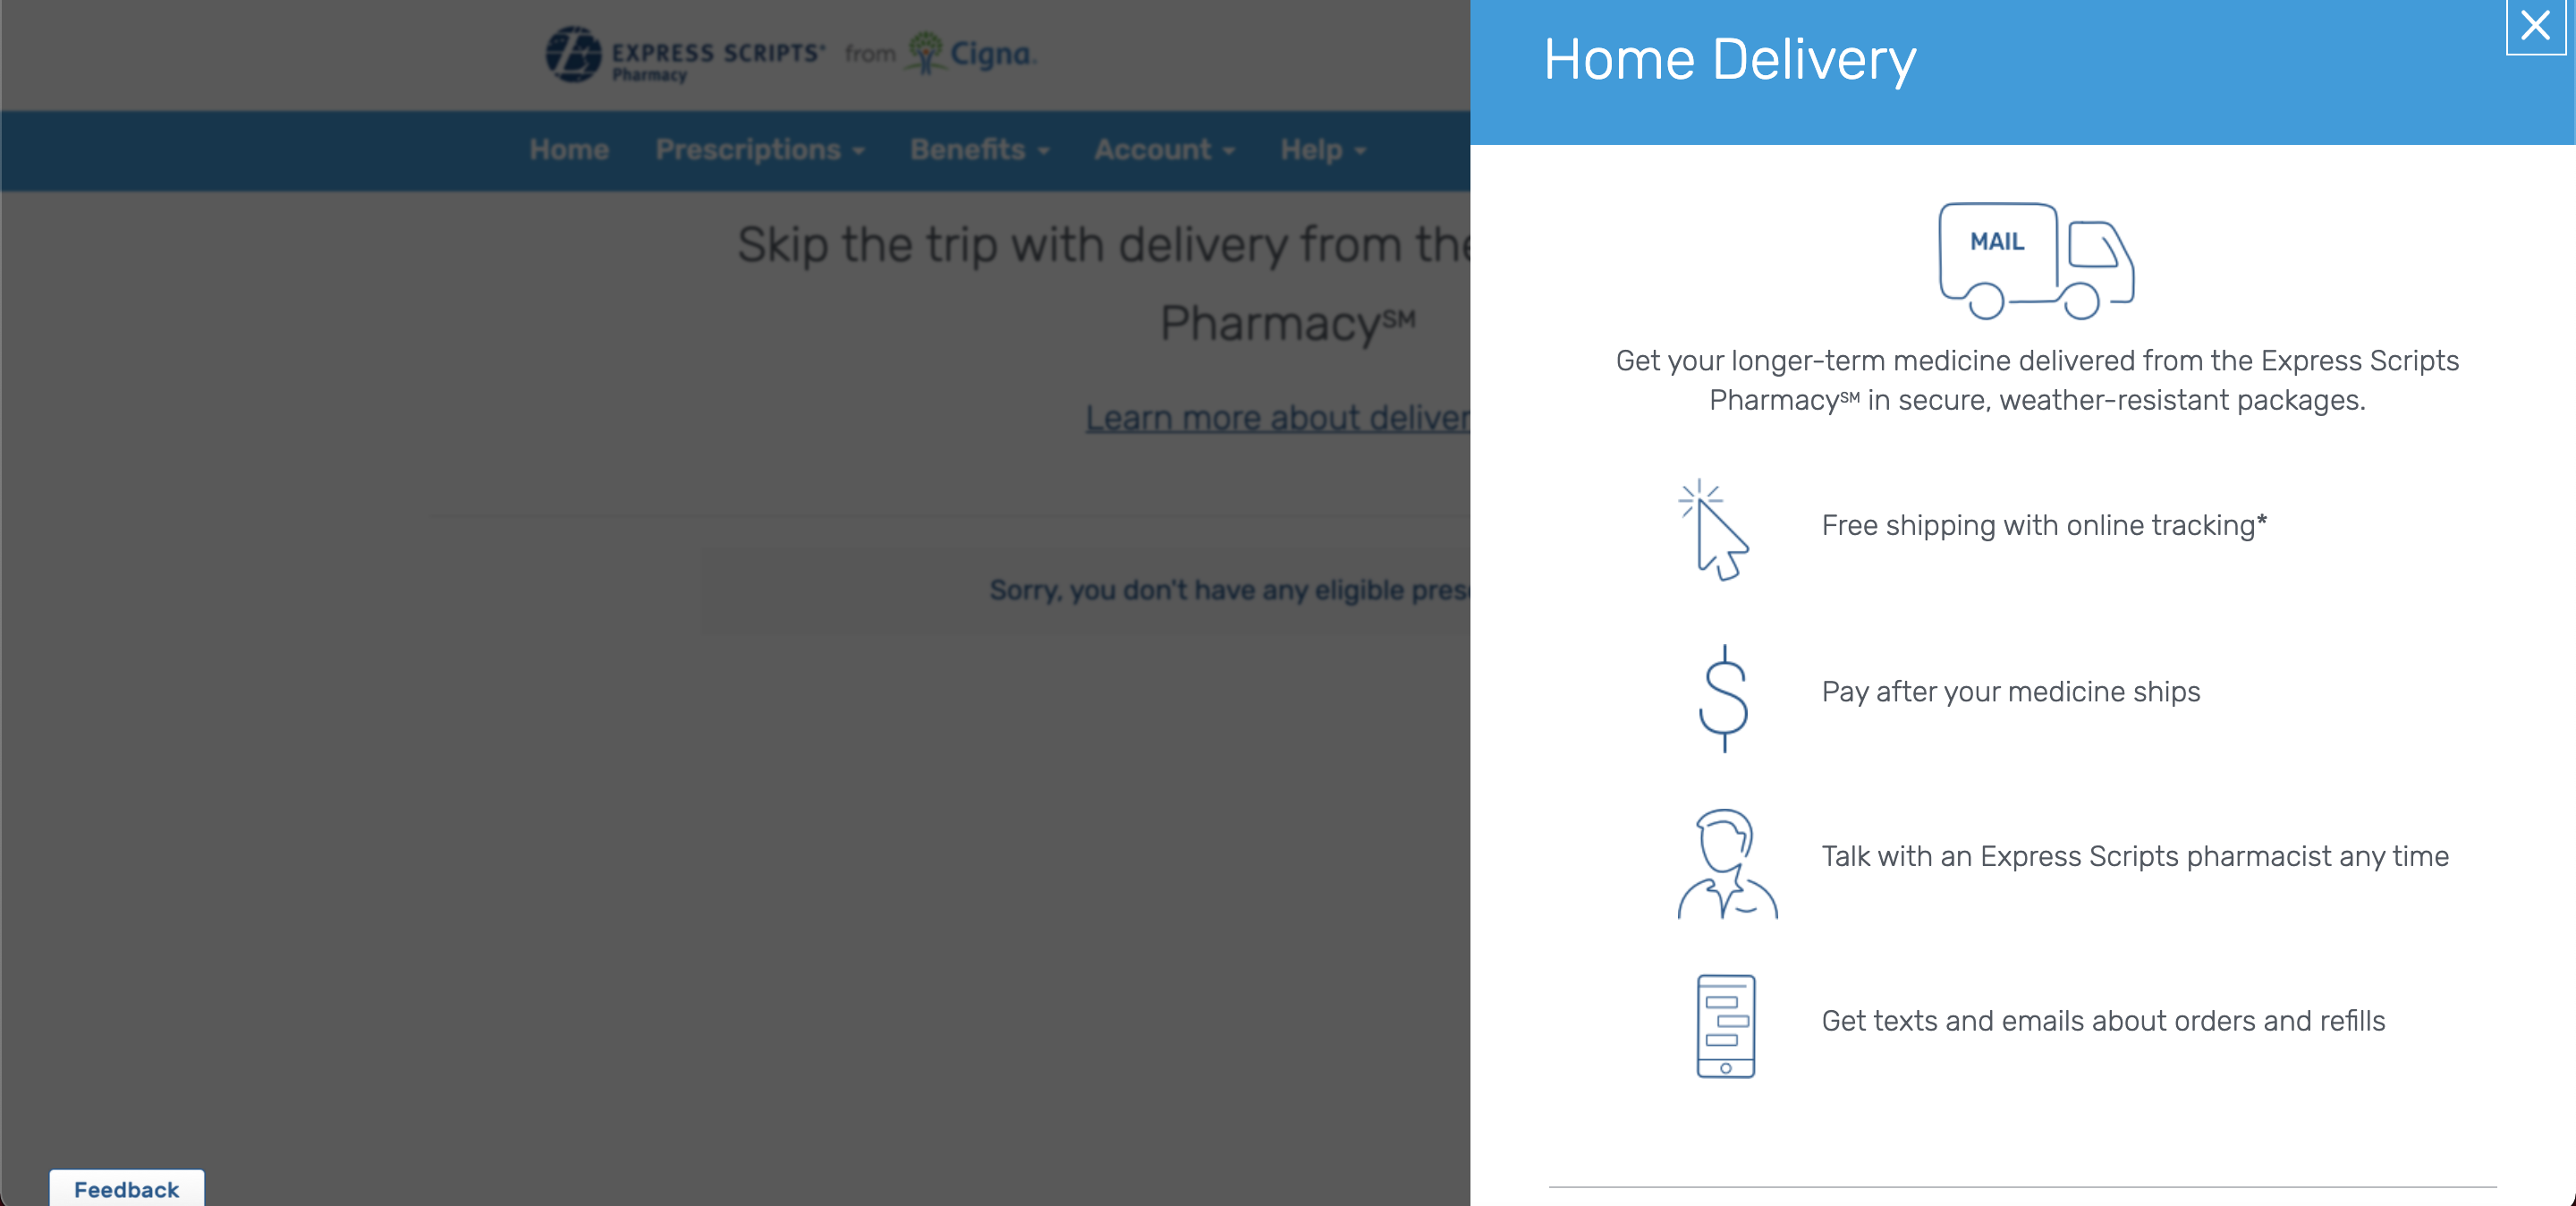 EXPRESS SCRIPTS®
Pharmacy
from
Cigna.
Home Prescriptions Benefits Account Help
Skip the trip with delivery from the
Pharmacy℠
Learn more about deliver
Sorry, you don't have any eligible pres
Feedback
Home Delivery
MAIL
Get your longer-term medicine delivered from the Express Scripts
Pharmacy℠ in secure, weather-resistant packages.
Free shipping with online tracking*
Pay after your medicine ships
Talk with an Express Scripts pharmacist any time
Get texts and emails about orders and refills